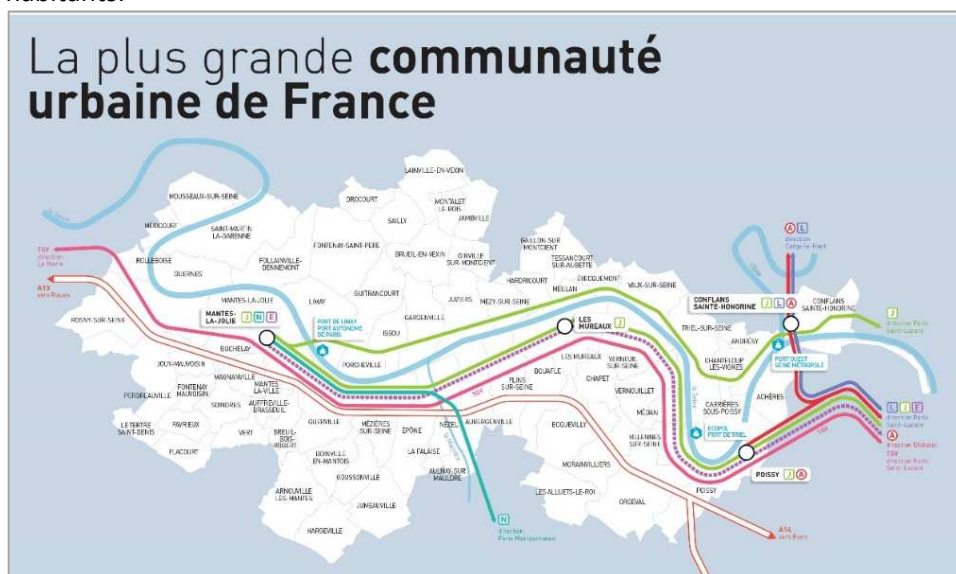 habitants.
La plus grande communauté
urbaine de France
LAINVILLE-EN-VEXIN
MOUSSEAUX-SUR-SEINE
DROCOURT
MONTALET
LE-BOIS
SAILLY
JAMBVILLE
MÉRICOURT
SAINT-MARTIN
LA-GARENNE
FONTENAY-SAINT-PÈRE
BRUEIL-EN-VEXIN
OINVILLE
SUR-MONTCIENT
GAILLON-SUR
MONTCIENT
TESSANCOURT
SUR-AUBETTE
A L
direction
Cergy-le-Haut
TGV
direction
Le Havre
ROLLEBOISE
GUERNES
FOLLAINVILLE-
DENNEMONT
HARDRICOURT
ÉVECQUEMONT
MEULAN
VAUX-SUR-SEINE
A13
vers Rouen
GUITRANCOURT
MANTES-LA-JOLIE
LIMAY
JUZIERS
MÉZY-SUR-SEINE
CONFLANS
SAINTE-HONORINE J L A
CONFLANS
SAINTE-HONORINE
ROSNY-SUR-SEINE
MANTES-
LA-JOLIE J N E
PORT DE LIMAY
PORT AUTONOME
DE PARIS
GARGENVILLE
ISSOU
LES
MUREAUX J
TRIEL-SUR-SEINE
ANDRÉSY
J
direction Paris
Saint-Lazare
BUCHELAY
PORCHEVILLE
LES MUREAUX
VERNEUIL
SUR-SEINE
CHANTELOUP
LES-VIGNES
PORT OUEST
SEINE MÉTROPOLE
JOUY-MAUVOISIN
MAGNANVILLE
MANTES
LA-VILLE
BOUAFLE
CHAPET
VERNOUILLET
la Seine
CARRIÈRES
SOUS-POISSY
ACHÈRES
PERDREAUVILLE
FONTENAY
MAUVOISIN
SOINDRES
AUFFREVILLE-
BRASSEUIL
TGV
FLINS
SUR-SEINE
MÉDAN
L J E
direction Paris
Saint-Lazare
LE TERTRE
SAINT-DENIS
FAVRIEUX
VERT
BREUIL-
BOIS-
ROBERT
GUERVILLE
MÉZIÈRES
SUR-SEINE
ÉPÔNE
NÉZEL
AUBERGENVILLE
ECQUEVILLY
VILLENNES
SUR-SEINE
ECOPOL
PORT DE TRIEL
TGV
A
direction Châtelet
TGV
direction Paris
Saint-Lazare
FLACOURT
BOINVILLE
EN-MANTOIS
LA FALAISE
AULNAY-SUR
MAULDRE
MORAINVILLIERS
POISSY J A
GOUSSONVILLE
ARNOUVILLE
LES-MANTES
JUMEAUVILLE
LES-ALLUETS-LE-ROI
ORGEVAL
POISSY
HARGEVILLE
N
direction
Paris Montparnasse
A14
vers Paris